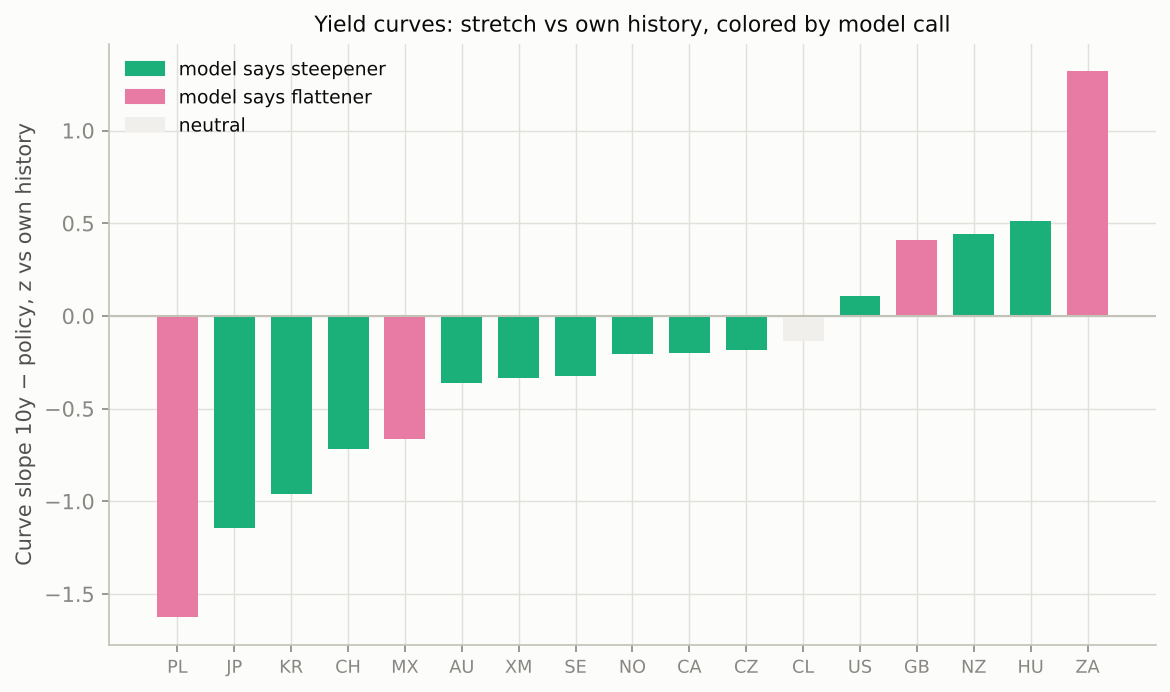 Yield curves: stretch vs own history, colored by model call
model says steepener
model says flattener
neutral
Curve slope 10y − policy, z vs own history
1.0
0.5
0.0
−0.5
−1.0
−1.5
PL JP KR CH MX AU XM SE NO CA CZ CL US GB NZ HU ZA